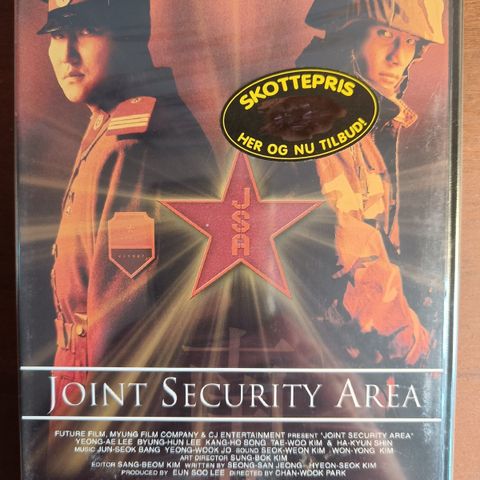 SKOTTEPRIS
HER OG NU TILBUD!
JSA
JOINT SECURITY AREA
FUTURE FILM, MYUNG FILM COMPANY & CJ ENTERTAINMENT PRESENT 'JOINT SECURITY AREA'
YEONG-AE LEE BYUNG-HUN LEE KANG-HO SONG TAE-WOO KIM & HA-KYUN SHIN
MUSIC JUN-SEOK BANG YEONG-WOOK JO SOUND SEOK-WEON KIM WON-YONG KIM
ART DIRECTOR SUNG-BOK KIM
EDITOR SANG-BEOM KIM WRITTEN BY SEONG-SAN JEONG HYEON-SEOK KIM
PRODUCED BY EUN SOO LEE DIRECTED BY CHAN-WOOK PARK